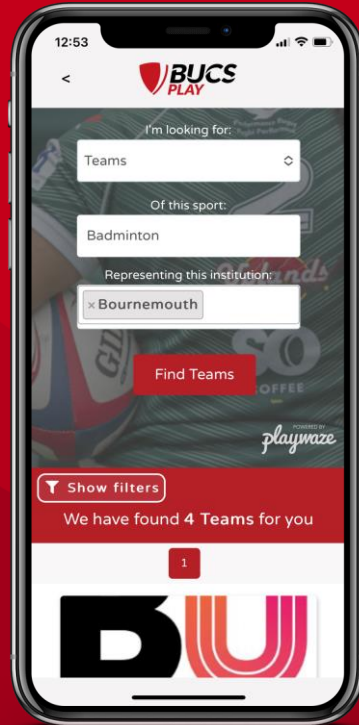 12:53
<
BUCS
PLAY
I'm looking for:
Teams
Of this sport:
Badminton
Representing this institution:
× Bournemouth
Find Teams
COFFEE
POWERED BY
playwaze
Show filters
We have found 4 Teams for you
1
BU